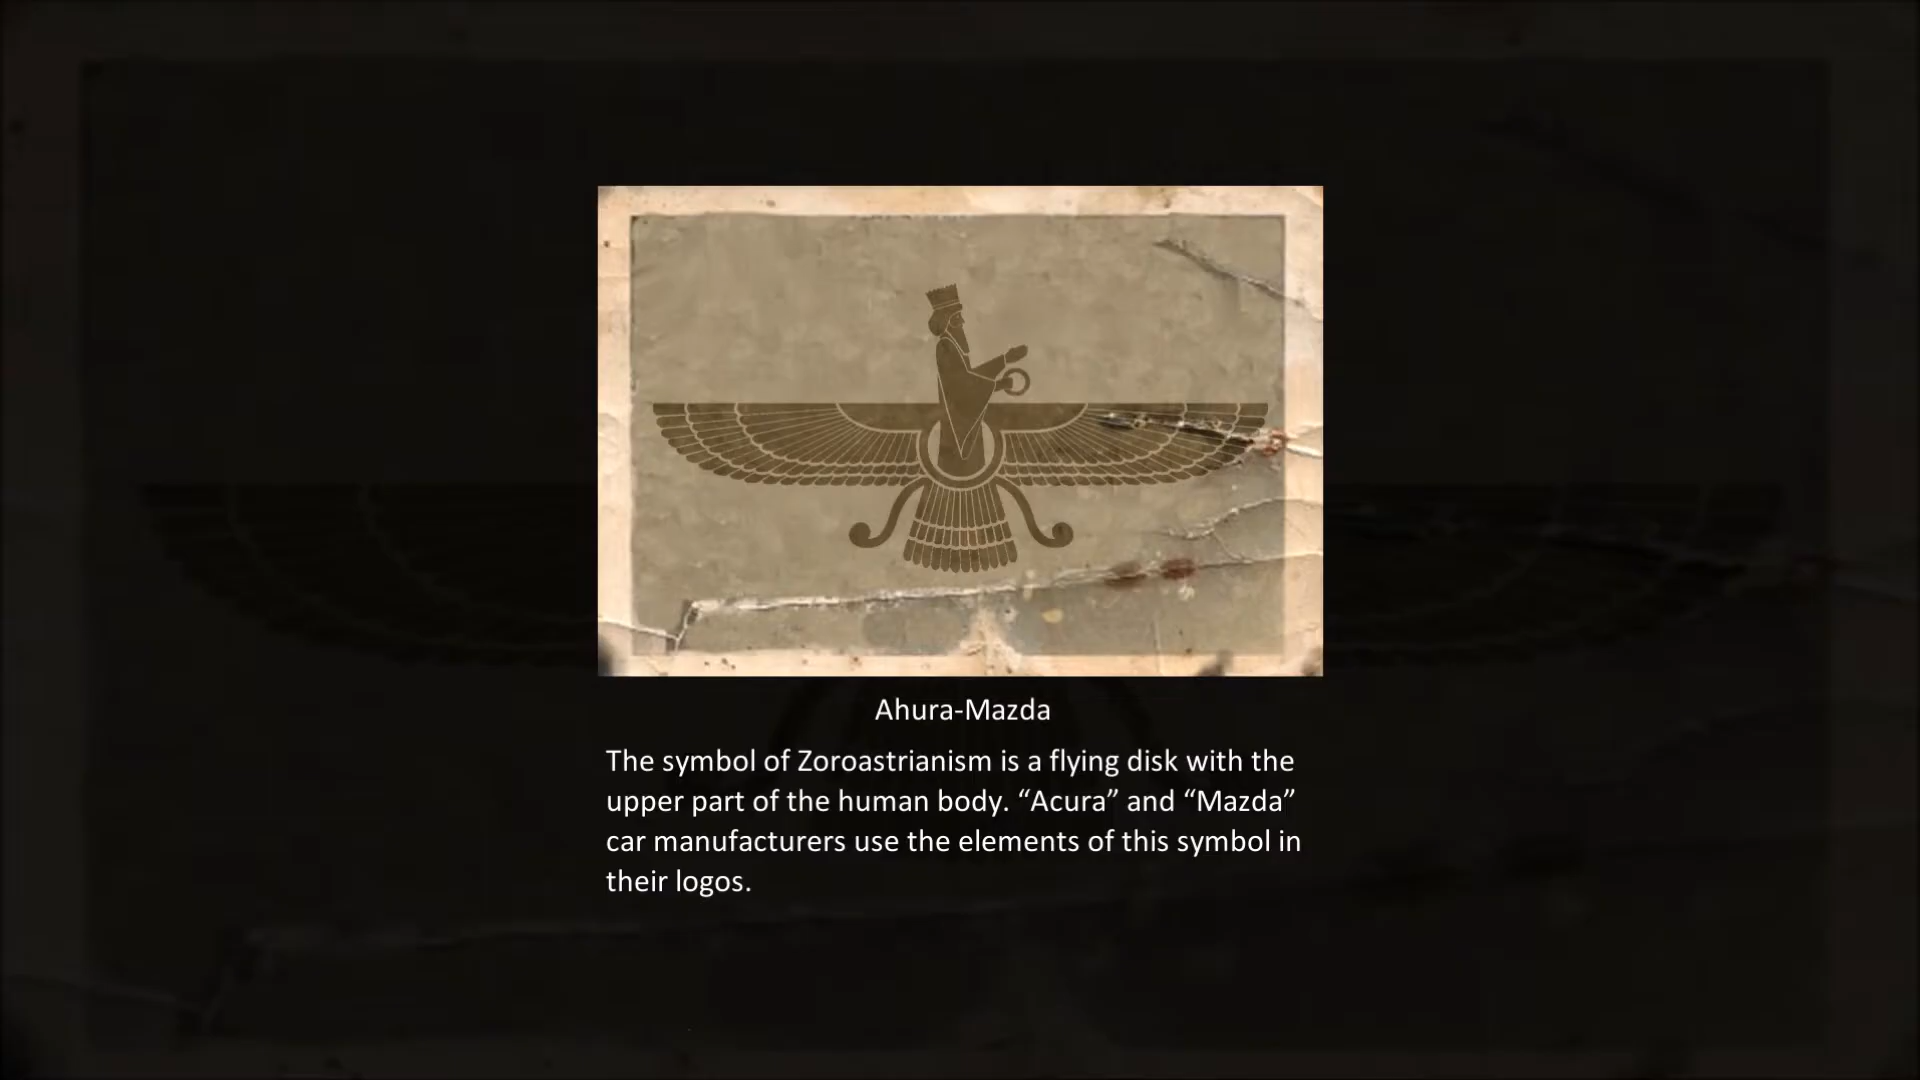 Ahura-Mazda
The symbol of Zoroastrianism is a flying disk with the
upper part of the human body. “Acura” and “Mazda”
car manufacturers use the elements of this symbol in
their logos.